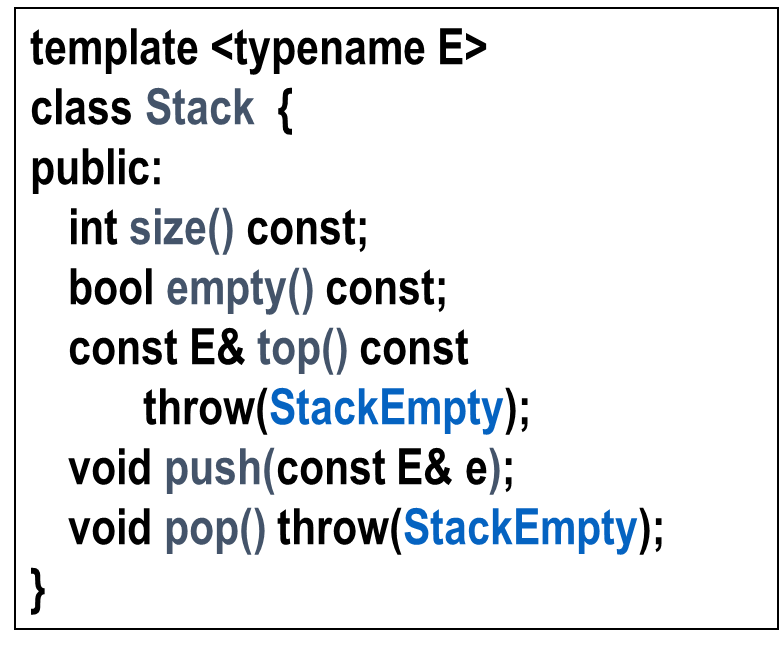 template <typename E>
class Stack {
public:
int size() const;
bool empty() const;
const E& top() const
throw(StackEmpty);
void push(const E& e);
void pop() throw(StackEmpty);
}